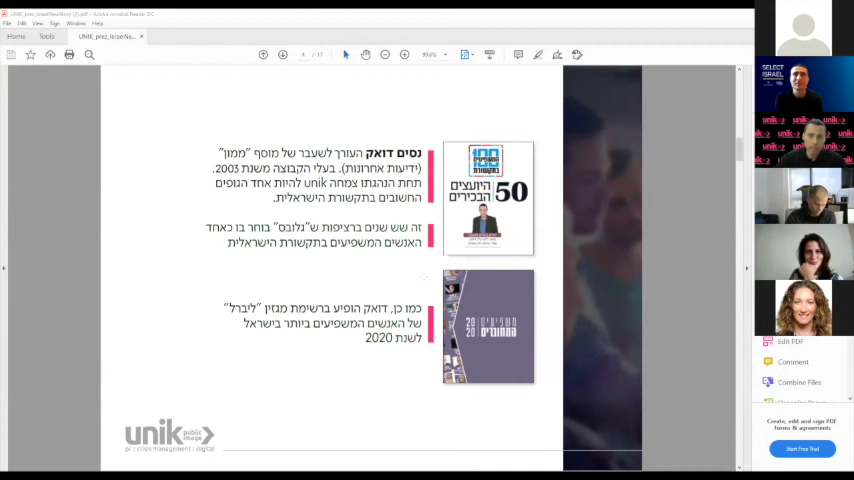 UNIK_prez_IsraelNewStory (2).pdf - Adobe Acrobat Reader DC
File Edit View Sign Window Help
Home Tools UNIK_prez_IsraelNe... ×
4 / 17 99.6%
נסים דואק העורך לשעבר של מוסף "ממון"
(ידיעות אחרונות). בעלי הקבוצה משנת 2003.
תחת הנהגתו צמחה unik להיות אחד הגופים
החשובים בתקשורת הישראלית.
זה שש שנים ברציפות ש"גלובס" בוחר בו כאחד
האנשים המשפיעים בתקשורת הישראלית
כמו כן, דואק הופיע ברשימת מגזין "ליברל"
של האנשים המשפיעים ביותר בישראל
לשנת 2020
100
המשפיעים
בתקשורת
50 היועצים
הבכירים
משפיעים
המחוברים
20
20
unik public image
pr : crisis management : digital
SELECT
ISRAEL
unik
Edit PDF
Comment
Combine Files
Create, edit and sign PDF
forms & agreements
Start Free Trial